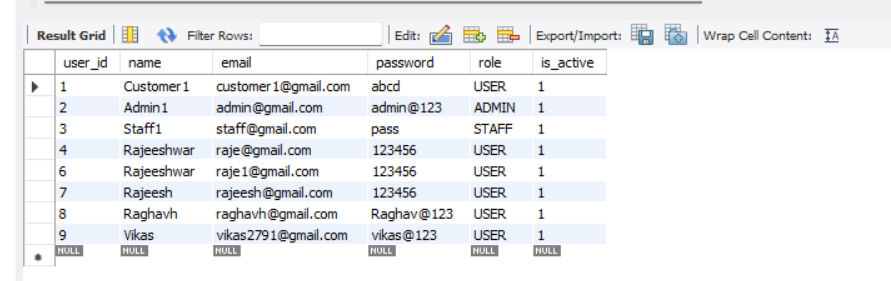 Result Grid Filter Rows: Edit: Export/Import: Wrap Cell Content:
user_id name email password role is_active
1 Customer1 customer1@gmail.com abcd USER 1
2 Admin1 admin@gmail.com admin@123 ADMIN 1
3 Staff1 staff@gmail.com pass STAFF 1
4 Rajeeshwar raje@gmail.com 123456 USER 1
6 Rajeeshwar raje1@gmail.com 123456 USER 1
7 Rajeesh rajeesh@gmail.com 123456 USER 1
8 Raghavh raghavh@gmail.com Raghav@123 USER 1
9 Vikas vikas2791@gmail.com vikas@123 USER 1
NULL NULL NULL NULL NULL NULL